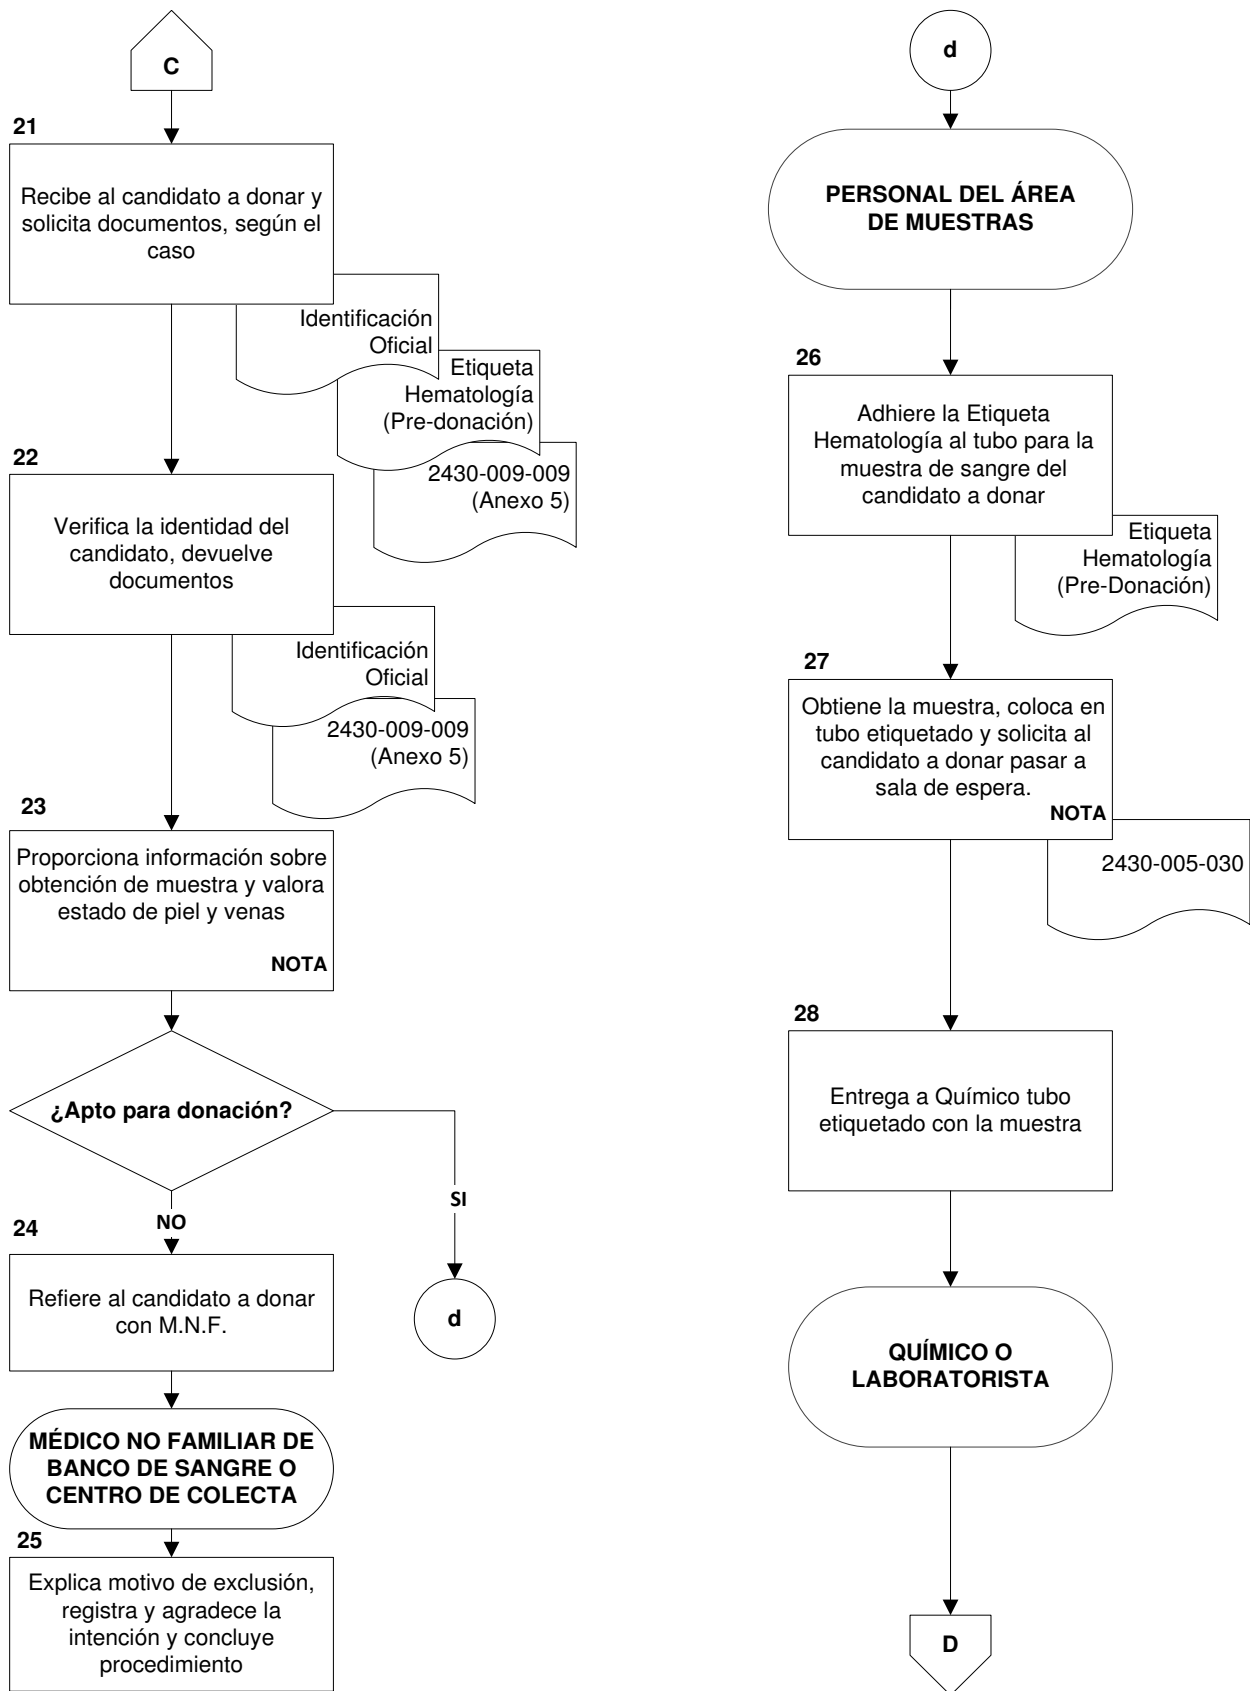 C
21
Recibe al candidato a donar y
solicita documentos, según el
caso
Identificación
Oficial
Etiqueta
Hematología
(Pre-donación)
2430-009-009
(Anexo 5)
22
Verifica la identidad del
candidato, devuelve
documentos
Identificación
Oficial
2430-009-009
(Anexo 5)
23
Proporciona información sobre
obtención de muestra y valora
estado de piel y venas
NOTA
¿Apto para donación?
SI
NO
d
24
Refiere al candidato a donar
con M.N.F.
MÉDICO NO FAMILIAR DE
BANCO DE SANGRE O
CENTRO DE COLECTA
25
Explica motivo de exclusión,
registra y agradece la
intención y concluye
procedimiento
d
PERSONAL DEL ÁREA
DE MUESTRAS
26
Adhiere la Etiqueta
Hematología al tubo para la
muestra de sangre del
candidato a donar
Etiqueta
Hematología
(Pre-Donación)
27
Obtiene la muestra, coloca en
tubo etiquetado y solicita al
candidato a donar pasar a
sala de espera.
NOTA
2430-005-030
28
Entrega a Químico tubo
etiquetado con la muestra
QUÍMICO O
LABORATORISTA
D